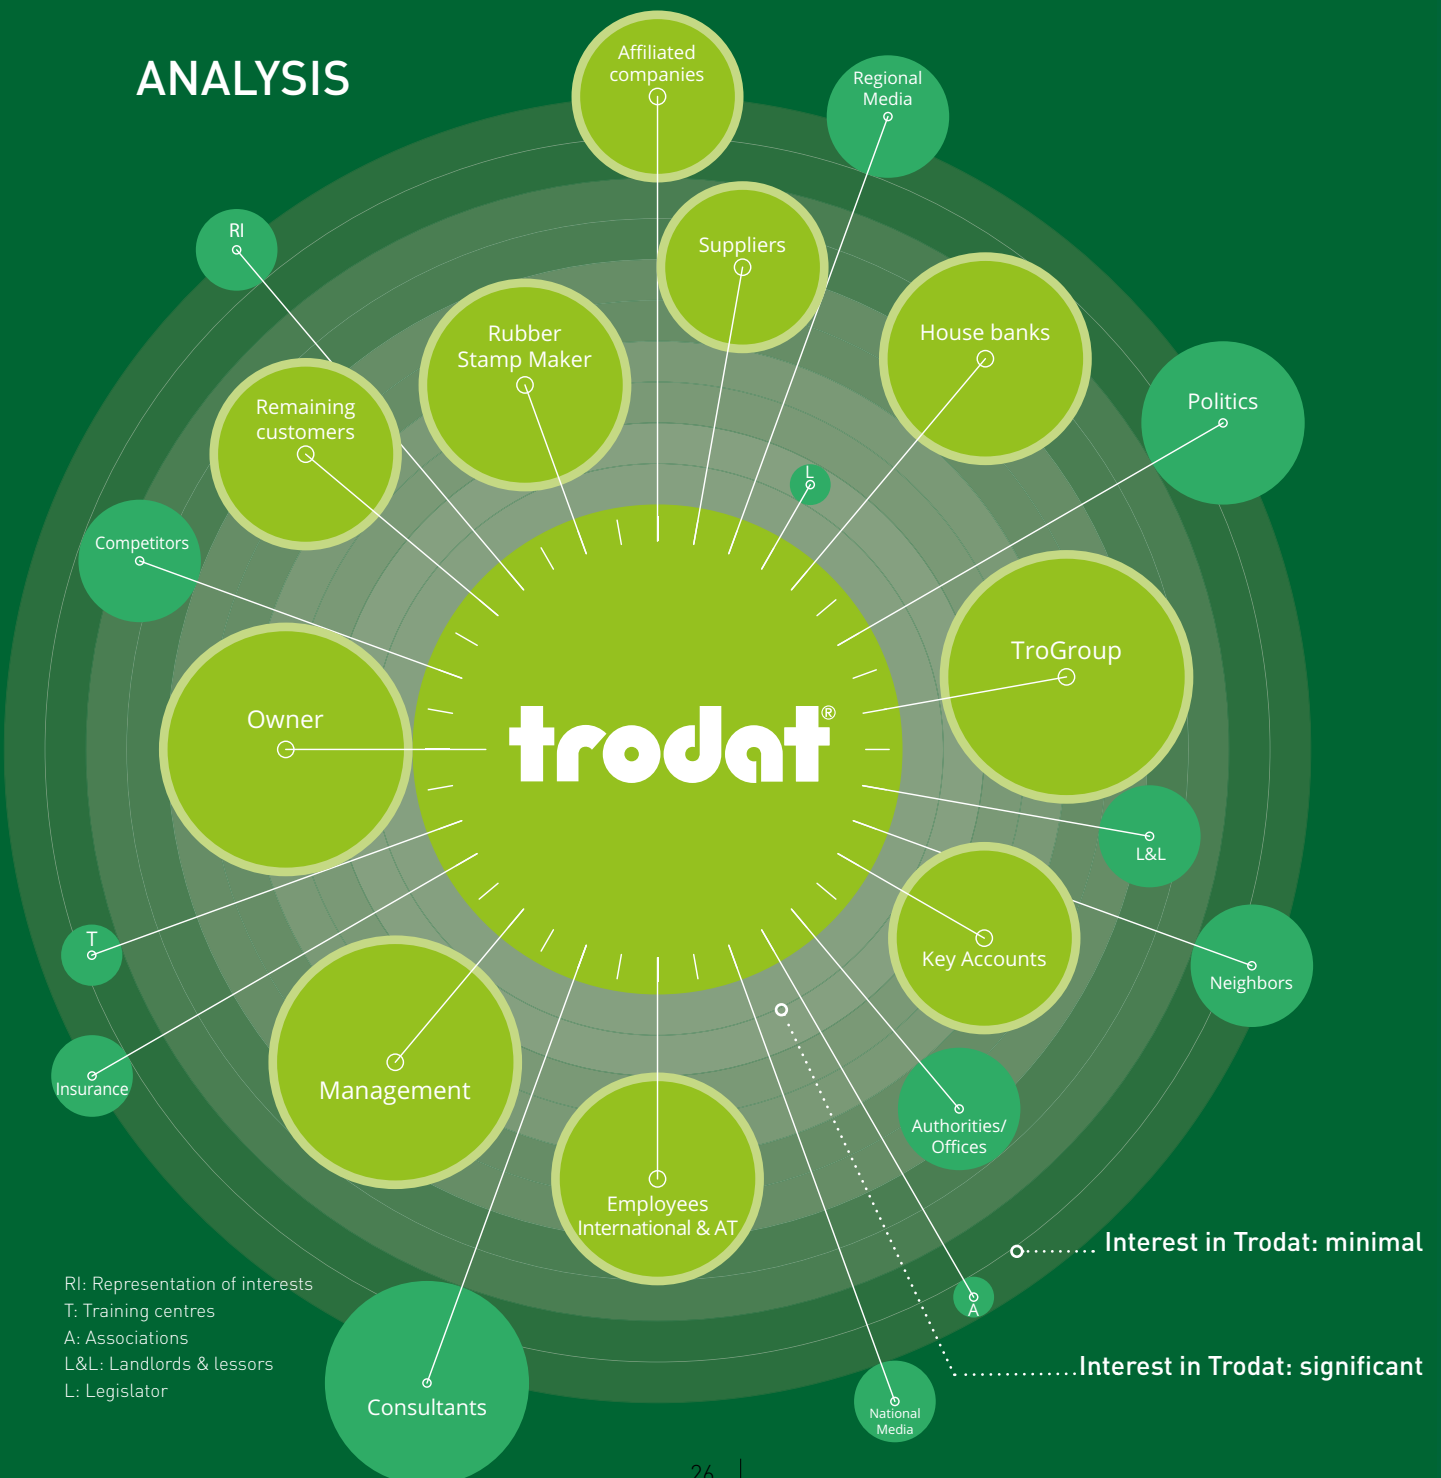 ANALYSIS
Affiliated
companies
Regional
Media
RI
Suppliers
Rubber
Stamp Maker
House banks
Remaining
customers
Politics
L
Competitors
TroGroup
Owner
trodat®
L&L
T
Key Accounts
Neighbors
Insurance
Management
Authorities/
Offices
Employees
International & AT
Interest in Trodat: minimal
RI: Representation of interests
T: Training centres
A: Associations
L&L: Landlords & lessors
L: Legislator
A
Interest in Trodat: significant
Consultants
National
Media
26